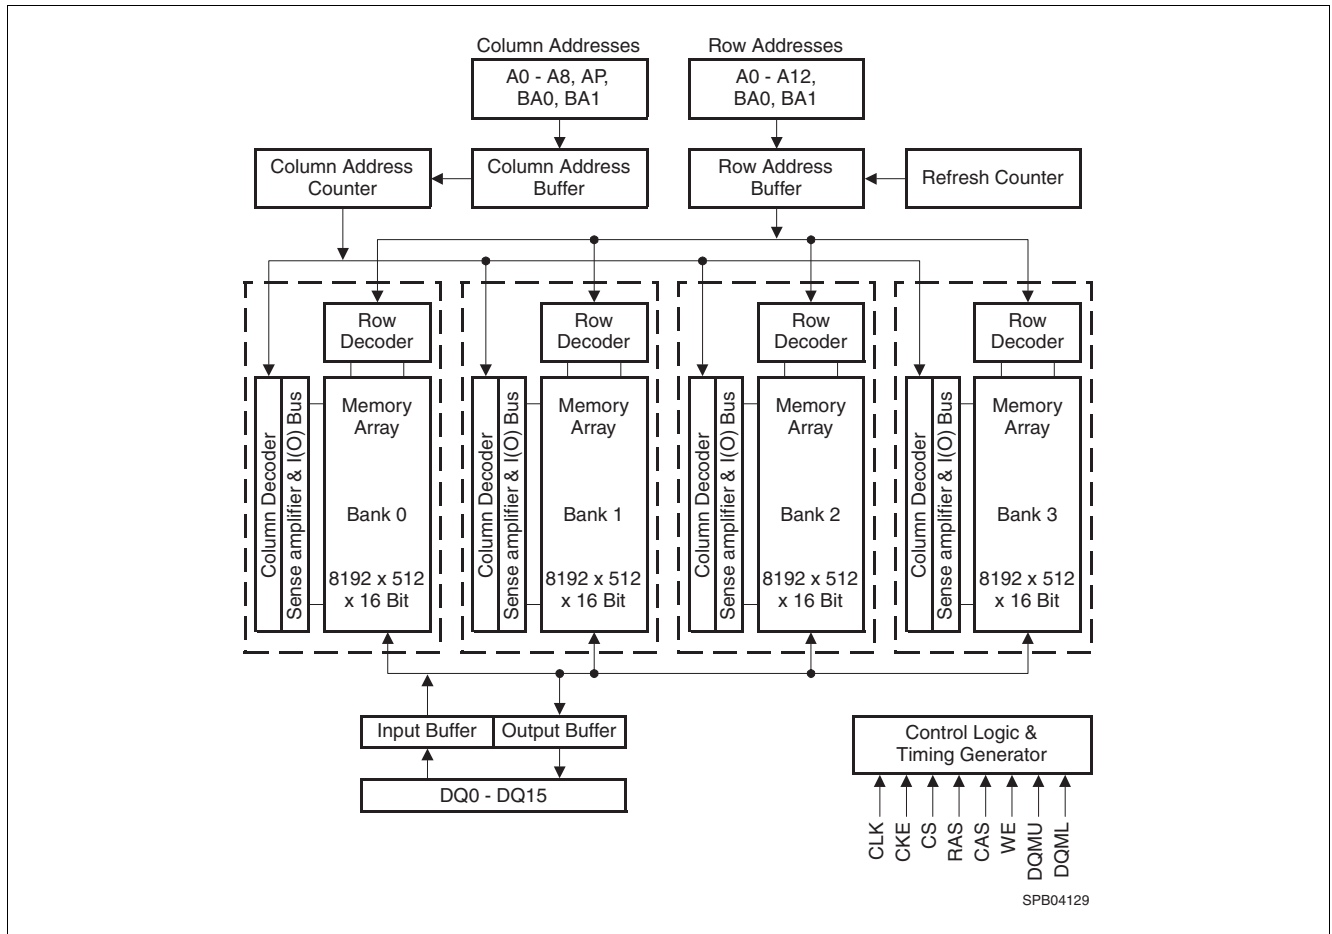 Column Addresses
Row Addresses
A0 - A8, AP,
BA0, BA1
A0 - A12,
BA0, BA1
Column Address
Counter
Column Address
Buffer
Row Address
Buffer
Refresh Counter
Row
Decoder
Row
Decoder
Row
Decoder
Row
Decoder
Column Decoder
Sense amplifier & I(O) Bus
Memory
Array
Bank 0
8192 x 512
x 16 Bit
Column Decoder
Sense amplifier & I(O) Bus
Memory
Array
Bank 1
8192 x 512
x 16 Bit
Column Decoder
Sense amplifier & I(O) Bus
Memory
Array
Bank 2
8192 x 512
x 16 Bit
Column Decoder
Sense amplifier & I(O) Bus
Memory
Array
Bank 3
8192 x 512
x 16 Bit
Input Buffer
Output Buffer
DQ0 - DQ15
Control Logic &
Timing Generator
CLK
CKE
CS
RAS
CAS
WE
DQMU
DQML
SPB04129